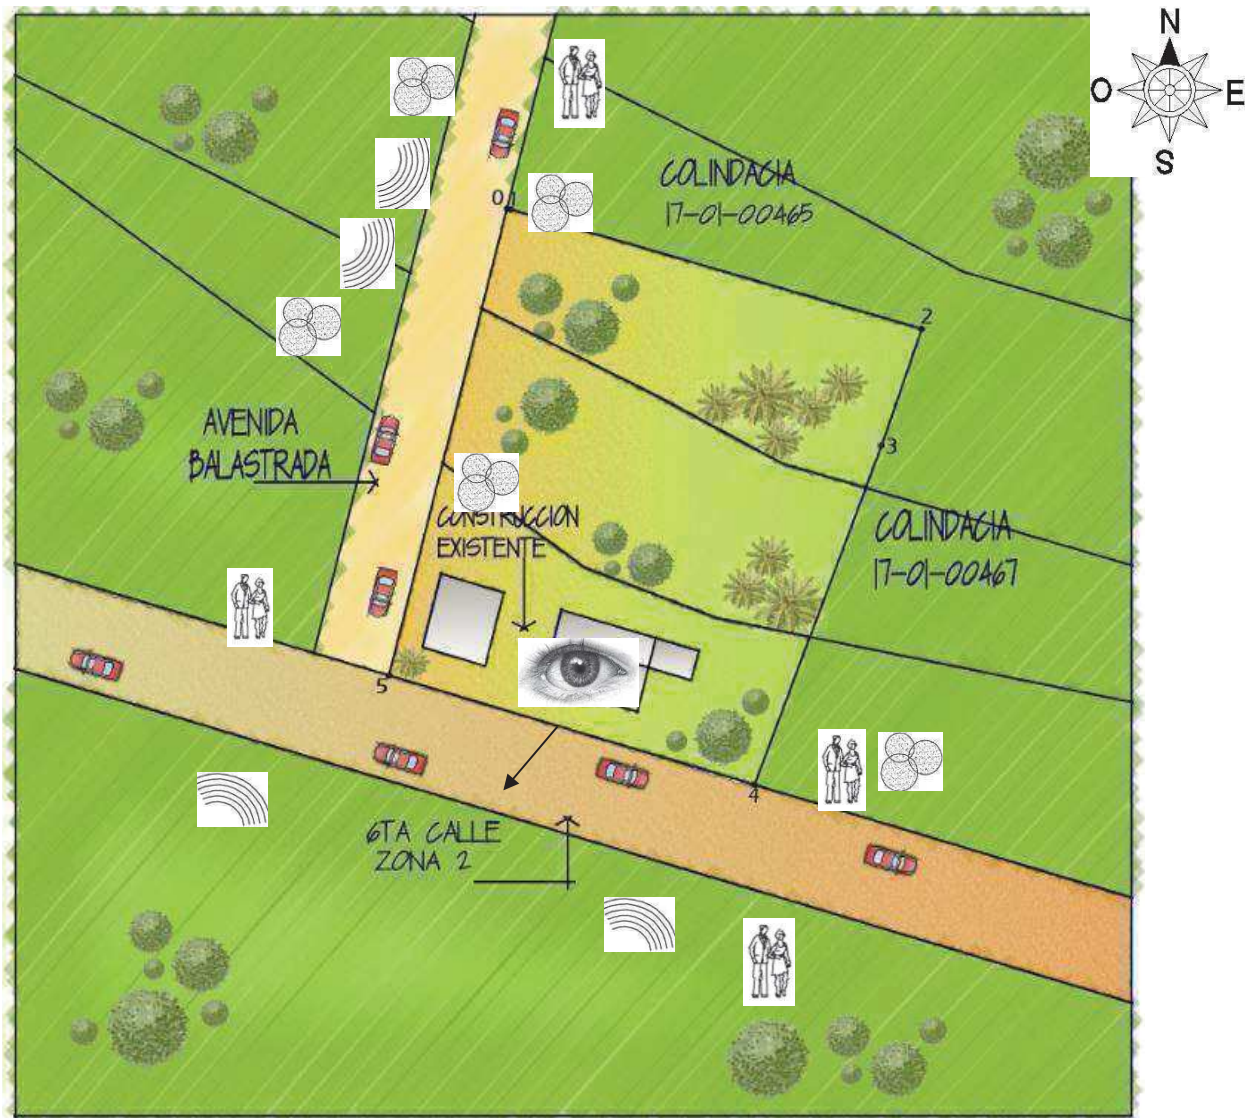 N
O
E
S
COLINDACIA
17-01-00465
0,1
2
AVENIDA
BALASTRADA
3
CONSTRUCCION
EXISTENTE
COLINDACIA
17-01-00467
5
4
6TA CALLE
ZONA 2